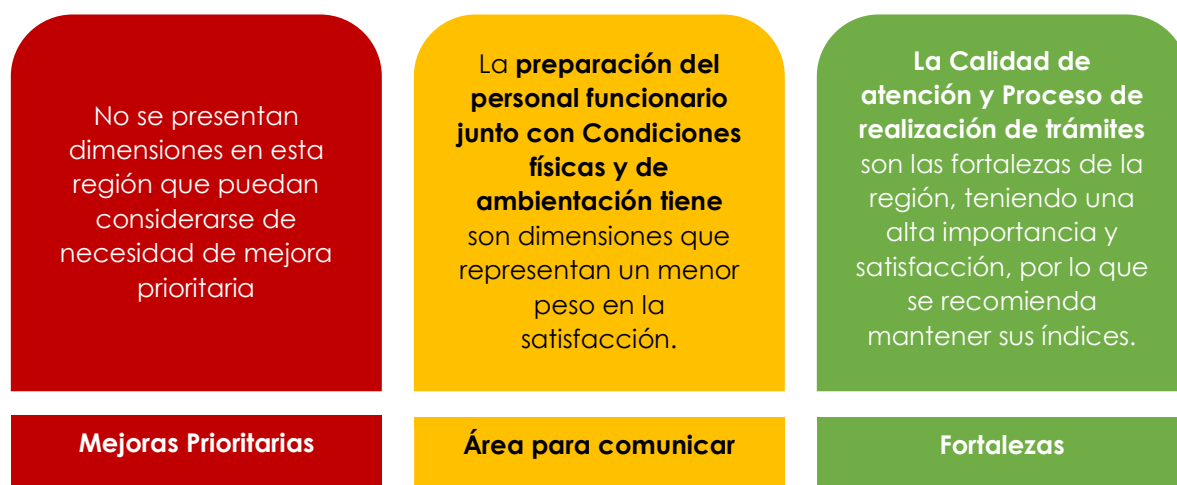 No se presentan
dimensiones en esta
región que puedan
considerarse de
necesidad de mejora
prioritaria
Mejoras Prioritarias
La preparación del
personal funcionario
junto con Condiciones
físicas y de
ambientación tiene
son dimensiones que
representan un menor
peso en la
satisfacción.
Área para comunicar
La Calidad de
atención y Proceso de
realización de trámites
son las fortalezas de la
región, teniendo una
alta importancia y
satisfacción, por lo que
se recomienda
mantener sus índices.
Fortalezas